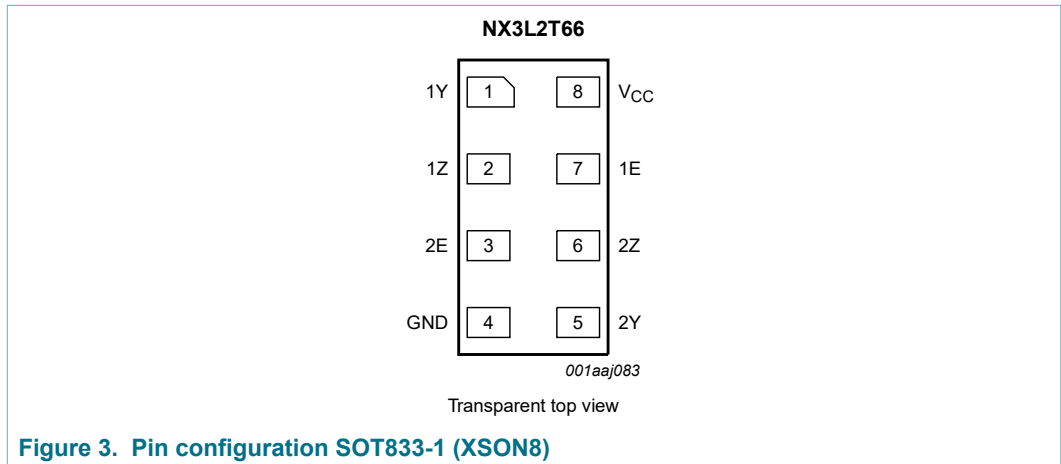 NX3L2T66
1Y 1 8 VCC
1Z 2 7 1E
2E 3 6 2Z
GND 4 5 2Y
001aaj083
Transparent top view
Figure 3. Pin configuration SOT833-1 (XSON8)